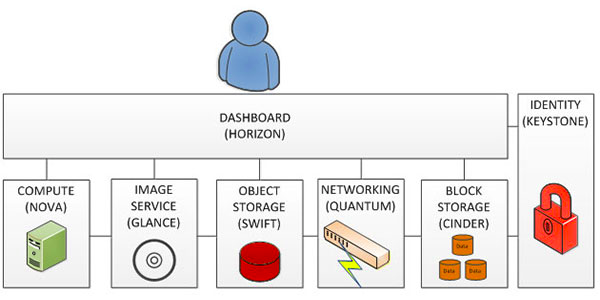 DASHBOARD
(HORIZON)
IDENTITY
(KEYSTONE)
COMPUTE
(NOVA)
IMAGE
SERVICE
(GLANCE)
OBJECT
STORAGE
(SWIFT)
NETWORKING
(QUANTUM)
BLOCK
STORAGE
(CINDER)
Data
Data Data